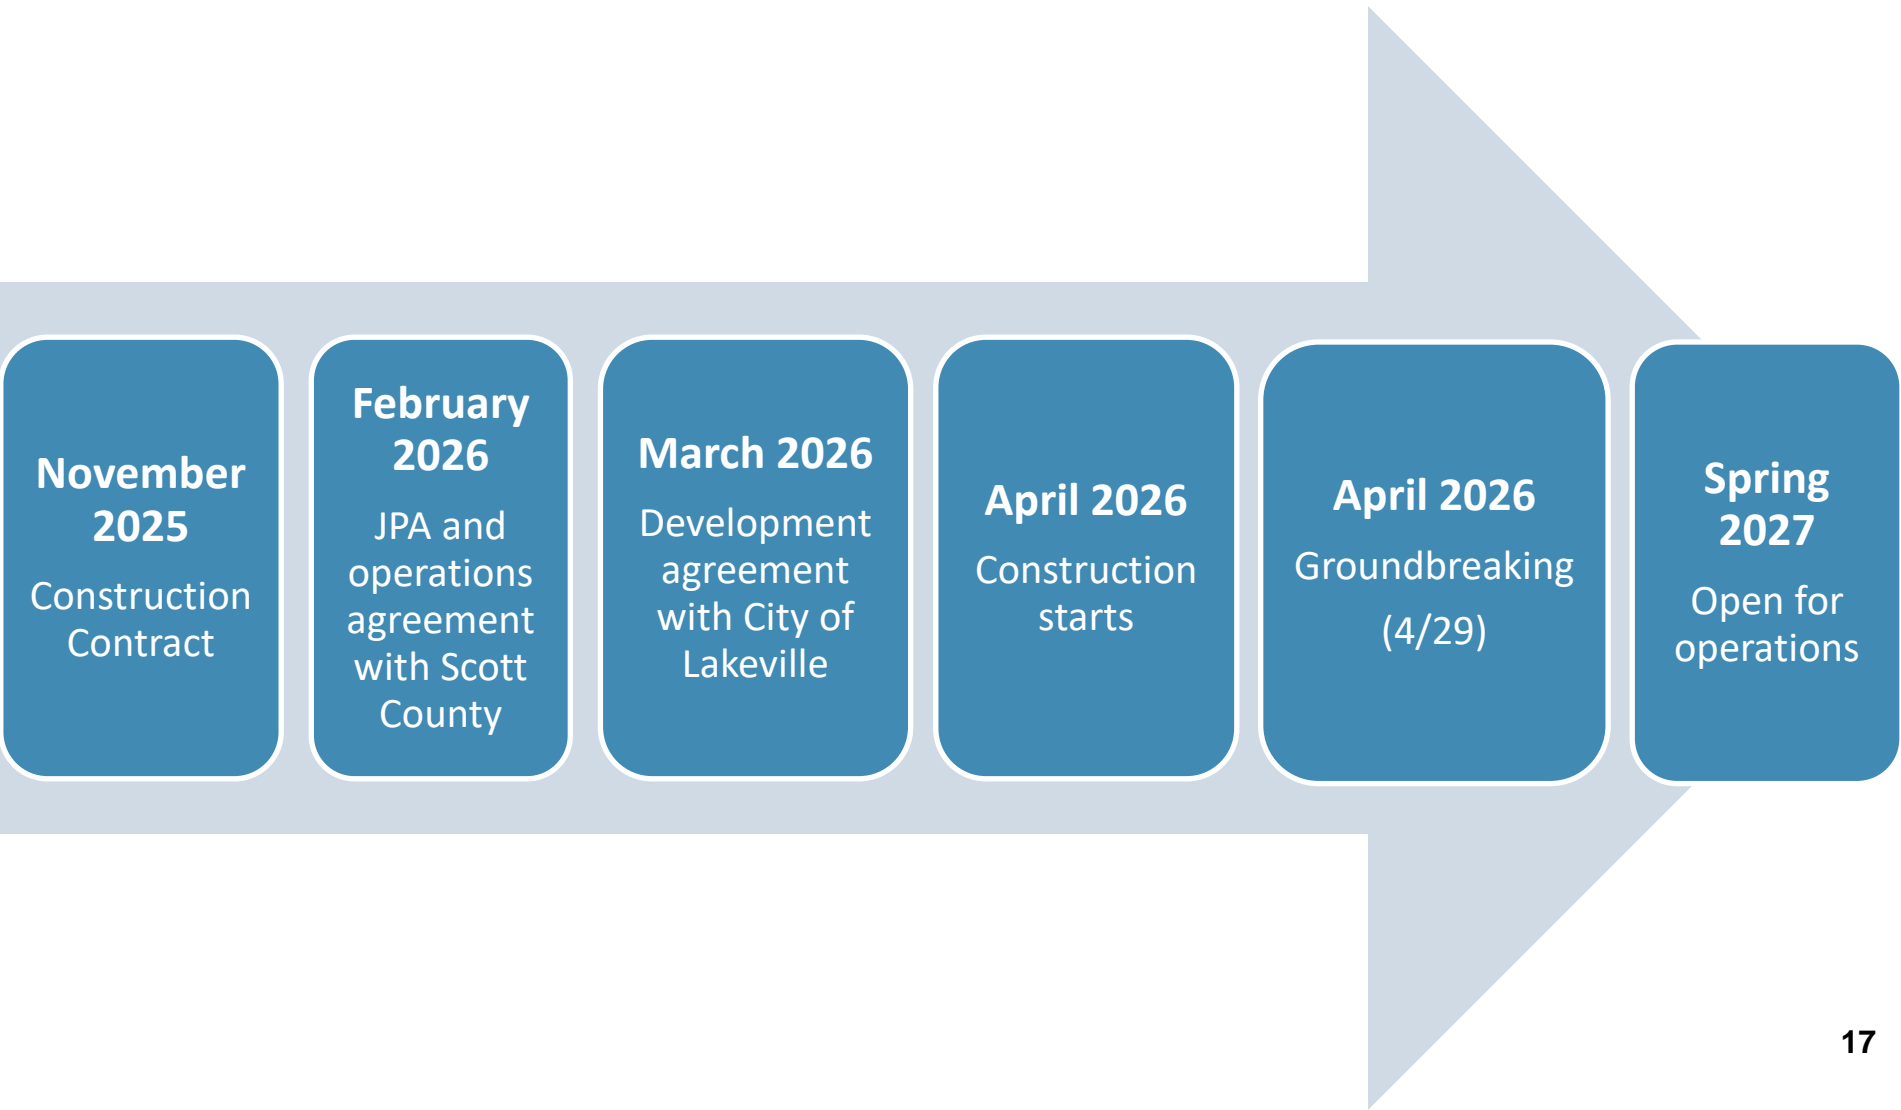 November
2025
Construction
Contract
February
2026
JPA and
operations
agreement
with Scott
County
March 2026
Development
agreement
with City of
Lakeville
April 2026
Construction
starts
April 2026
Groundbreaking
(4/29)
Spring
2027
Open for
operations
17